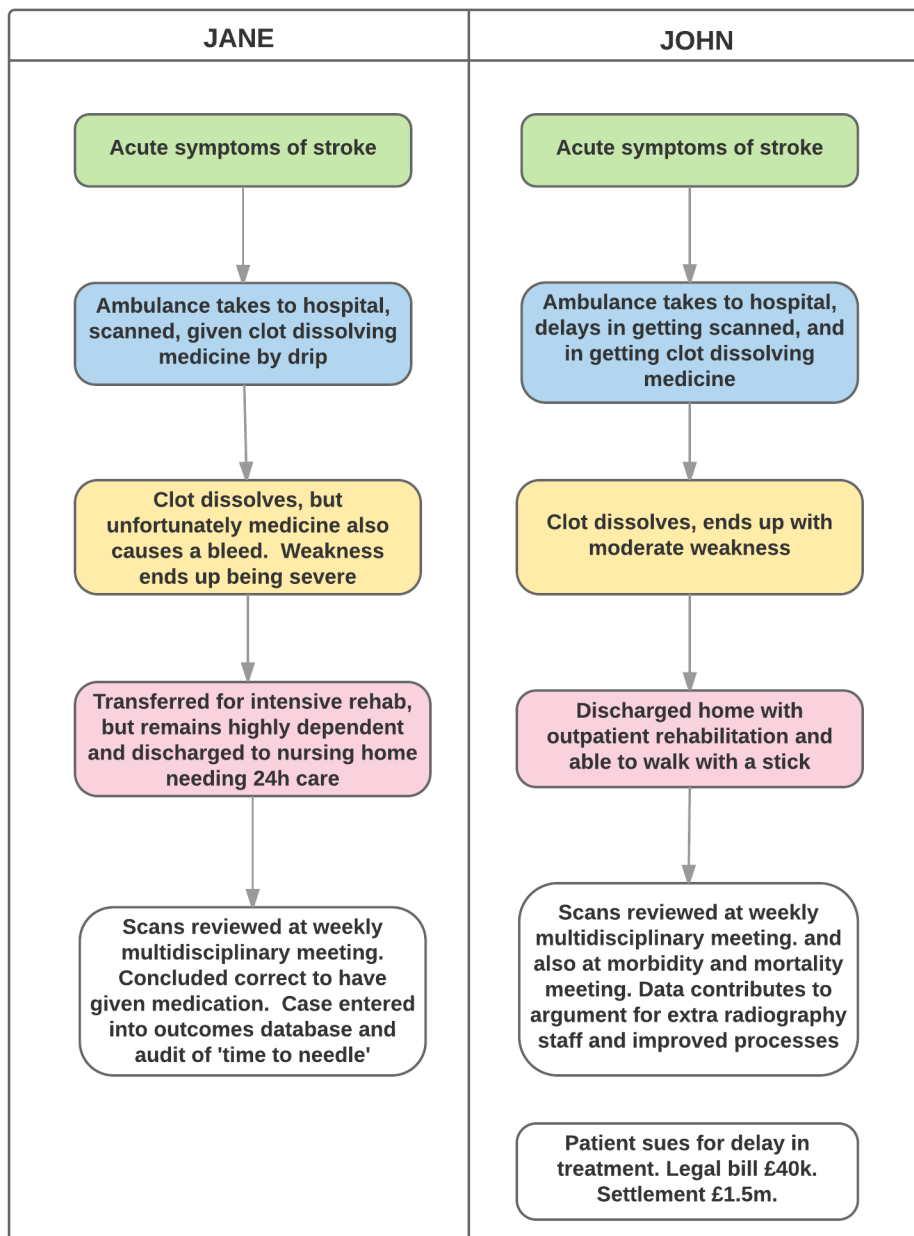 JANE
Acute symptoms of stroke
Ambulance takes to hospital,
scanned, given clot dissolving
medicine by drip
Clot dissolves, but
unfortunately medicine also
causes a bleed.  Weakness
ends up being severe
Transferred for intensive rehab,
but remains highly dependent
and discharged to nursing home
needing 24h care
Scans reviewed at weekly
multidisciplinary meeting.
Concluded correct to have
given medication.  Case entered
into outcomes database and
audit of 'time to needle'
JOHN
Acute symptoms of stroke
Ambulance takes to hospital,
delays in getting scanned, and
in getting clot dissolving
medicine
Clot dissolves, ends up with
moderate weakness
Discharged home with
outpatient rehabilitation and
able to walk with a stick
Scans reviewed at weekly
multidisciplinary meeting. and
also at morbidity and mortality
meeting. Data contributes to
argument for extra radiography
staff and improved processes
Patient sues for delay in
treatment. Legal bill £40k.
Settlement £1.5m.